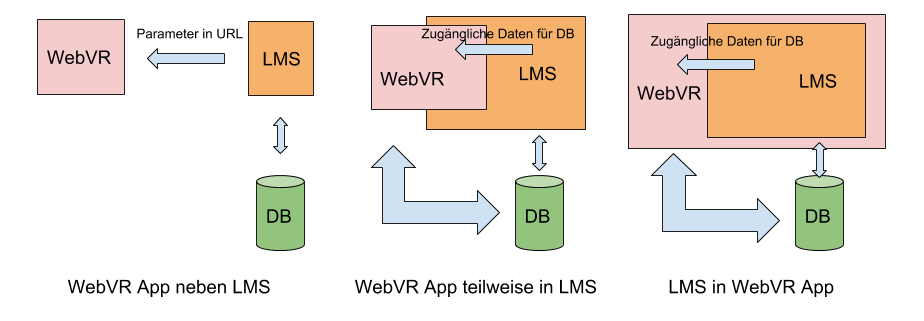 Parameter in URL
WebVR
LMS
DB
WebVR App neben LMS
Zugängliche Daten für DB
WebVR
LMS
DB
WebVR App teilweise in LMS
Zugängliche Daten für DB
WebVR
LMS
DB
LMS in WebVR App